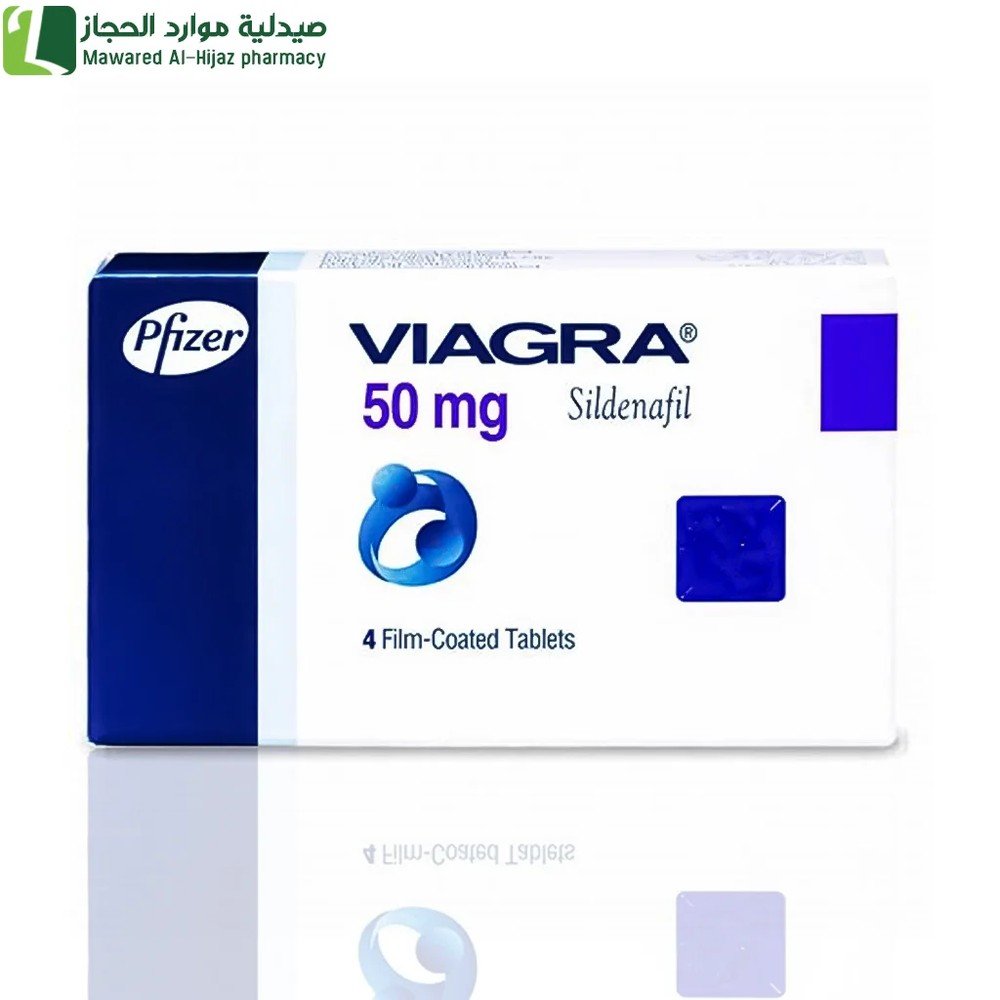 صيدلية موارد الحجاز
Mawared Al-Hijaz pharmacy
Pfizer
VIAGRA®
50 mg Sildenafil
4 Film-Coated Tablets
4 Film-Coated Tablets